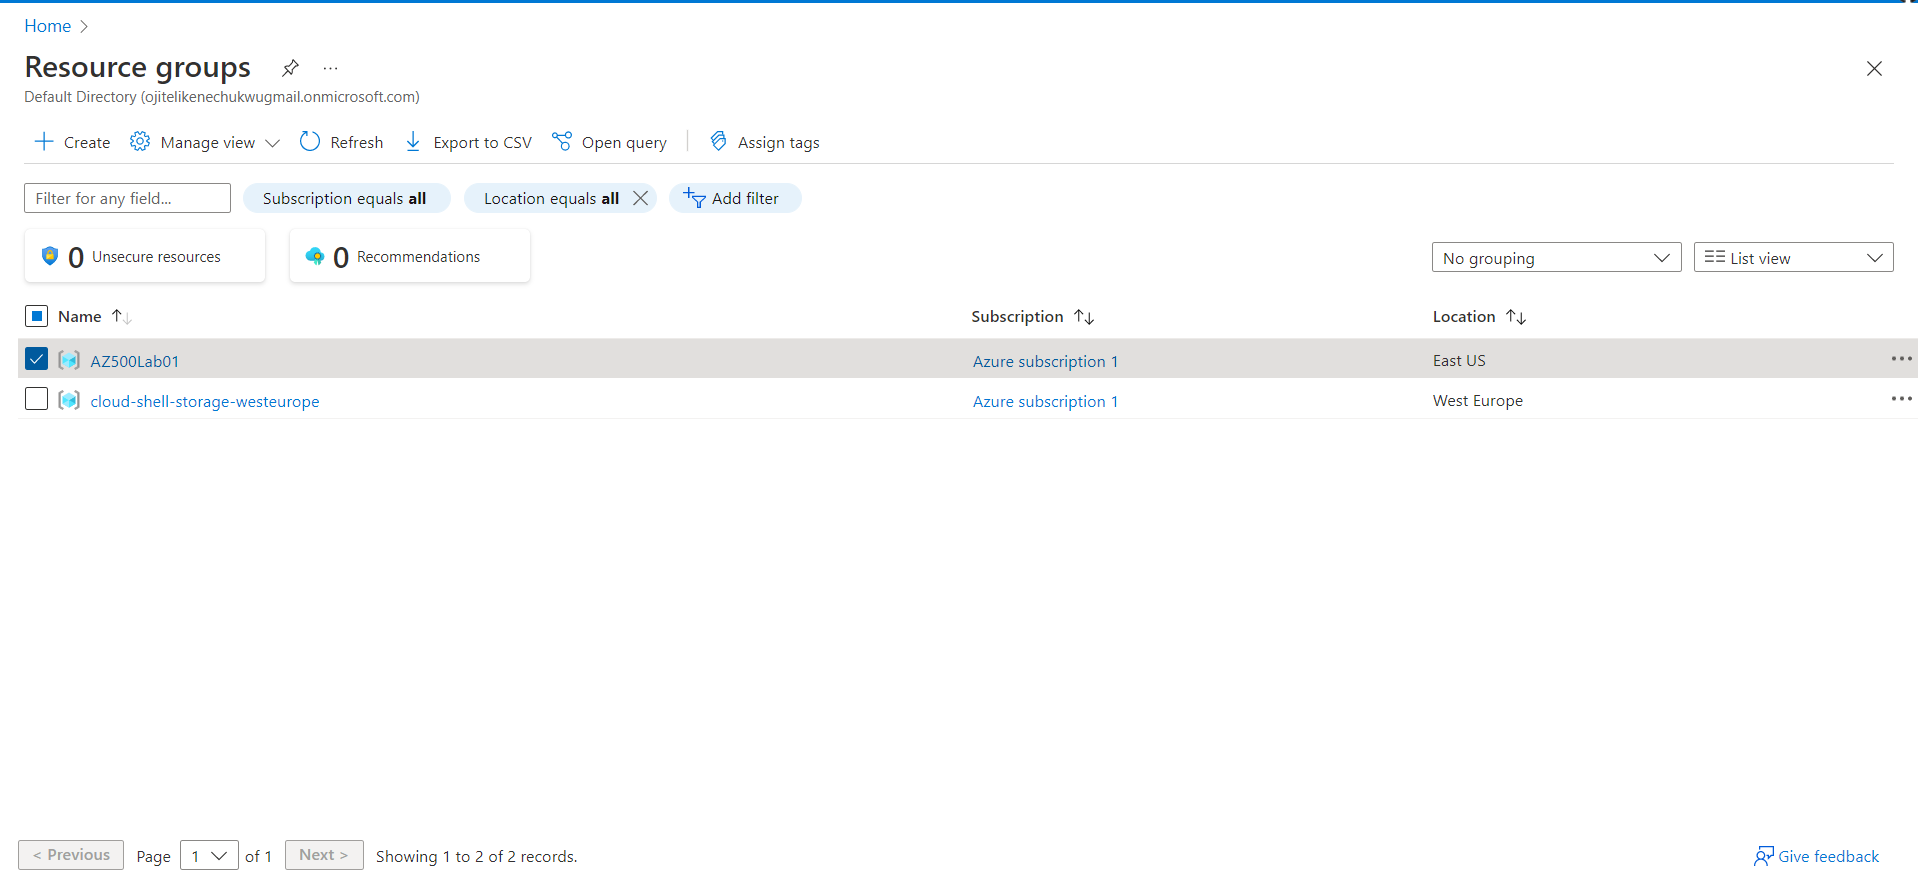 Home
Resource groups
Default Directory (ojitelikenechukwugmail.onmicrosoft.com)
Create Manage view Refresh Export to CSV Open query Assign tags
Filter for any field... Subscription equals all Location equals all Add filter
0 Unsecure resources 0 Recommendations No grouping List view
Name Subscription Location
AZ500Lab01 Azure subscription 1 East US
cloud-shell-storage-westeurope Azure subscription 1 West Europe
< Previous Page 1 of 1 Next > Showing 1 to 2 of 2 records. Give feedback